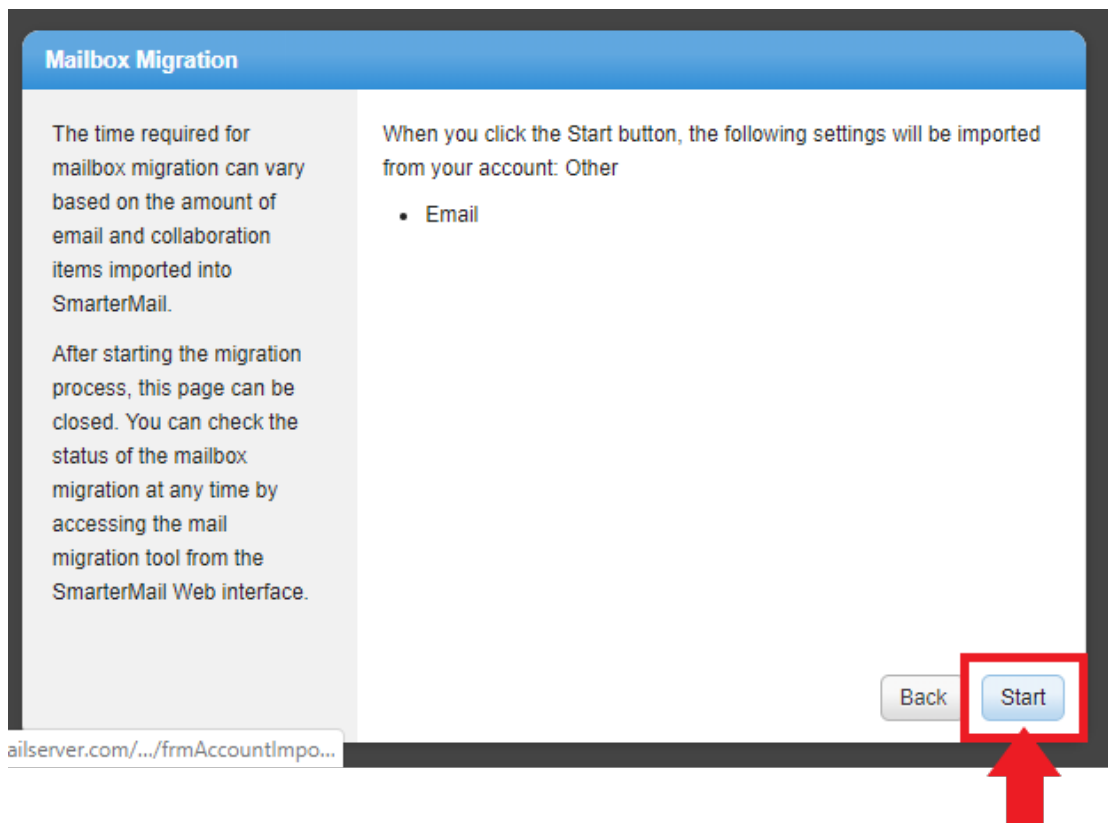 Mailbox Migration
The time required for
mailbox migration can vary
based on the amount of
email and collaboration
items imported into
SmarterMail.
After starting the migration
process, this page can be
closed. You can check the
status of the mailbox
migration at any time by
accessing the mail
migration tool from the
SmarterMail Web interface.
When you click the Start button, the following settings will be imported
from your account: Other
• Email
Back
Start
ailserver.com/.../frmAccountImpo...